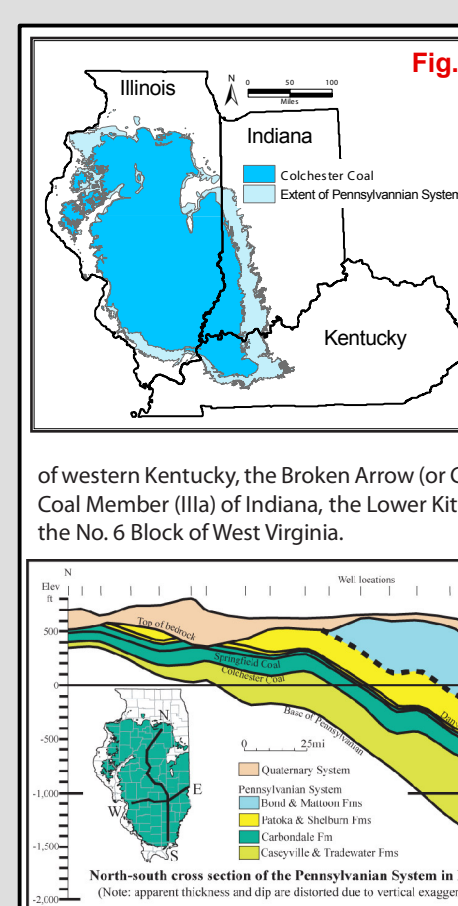 Fig.
Illinois
N
0 50 100
Miles
Indiana
Colchester Coal
Extent of Pennsylvannian System
Kentucky
of western Kentucky, the Broken Arrow (or
Coal Member (IIIa) of Indiana, the Lower
the No. 6 Block of West Virginia.
N
Elev
ft
Well locations
Top of bedrock
500
Springfield Coal
Colchester Coal
0
Base of Pennsylvanian
N
0 25mi
-500
Quaternary System
Pennsylvanian System
E
-1,000
Bond & Mattoon Fms
W
Patoka & Shelburn Fms
Carbondale Fm
-1,500
Caseyville & Tradewater Fms
S
North-south cross section of the Pennsylvanian System in
(Note: apparent thickness and dip are distorted due to vertical
-2,000